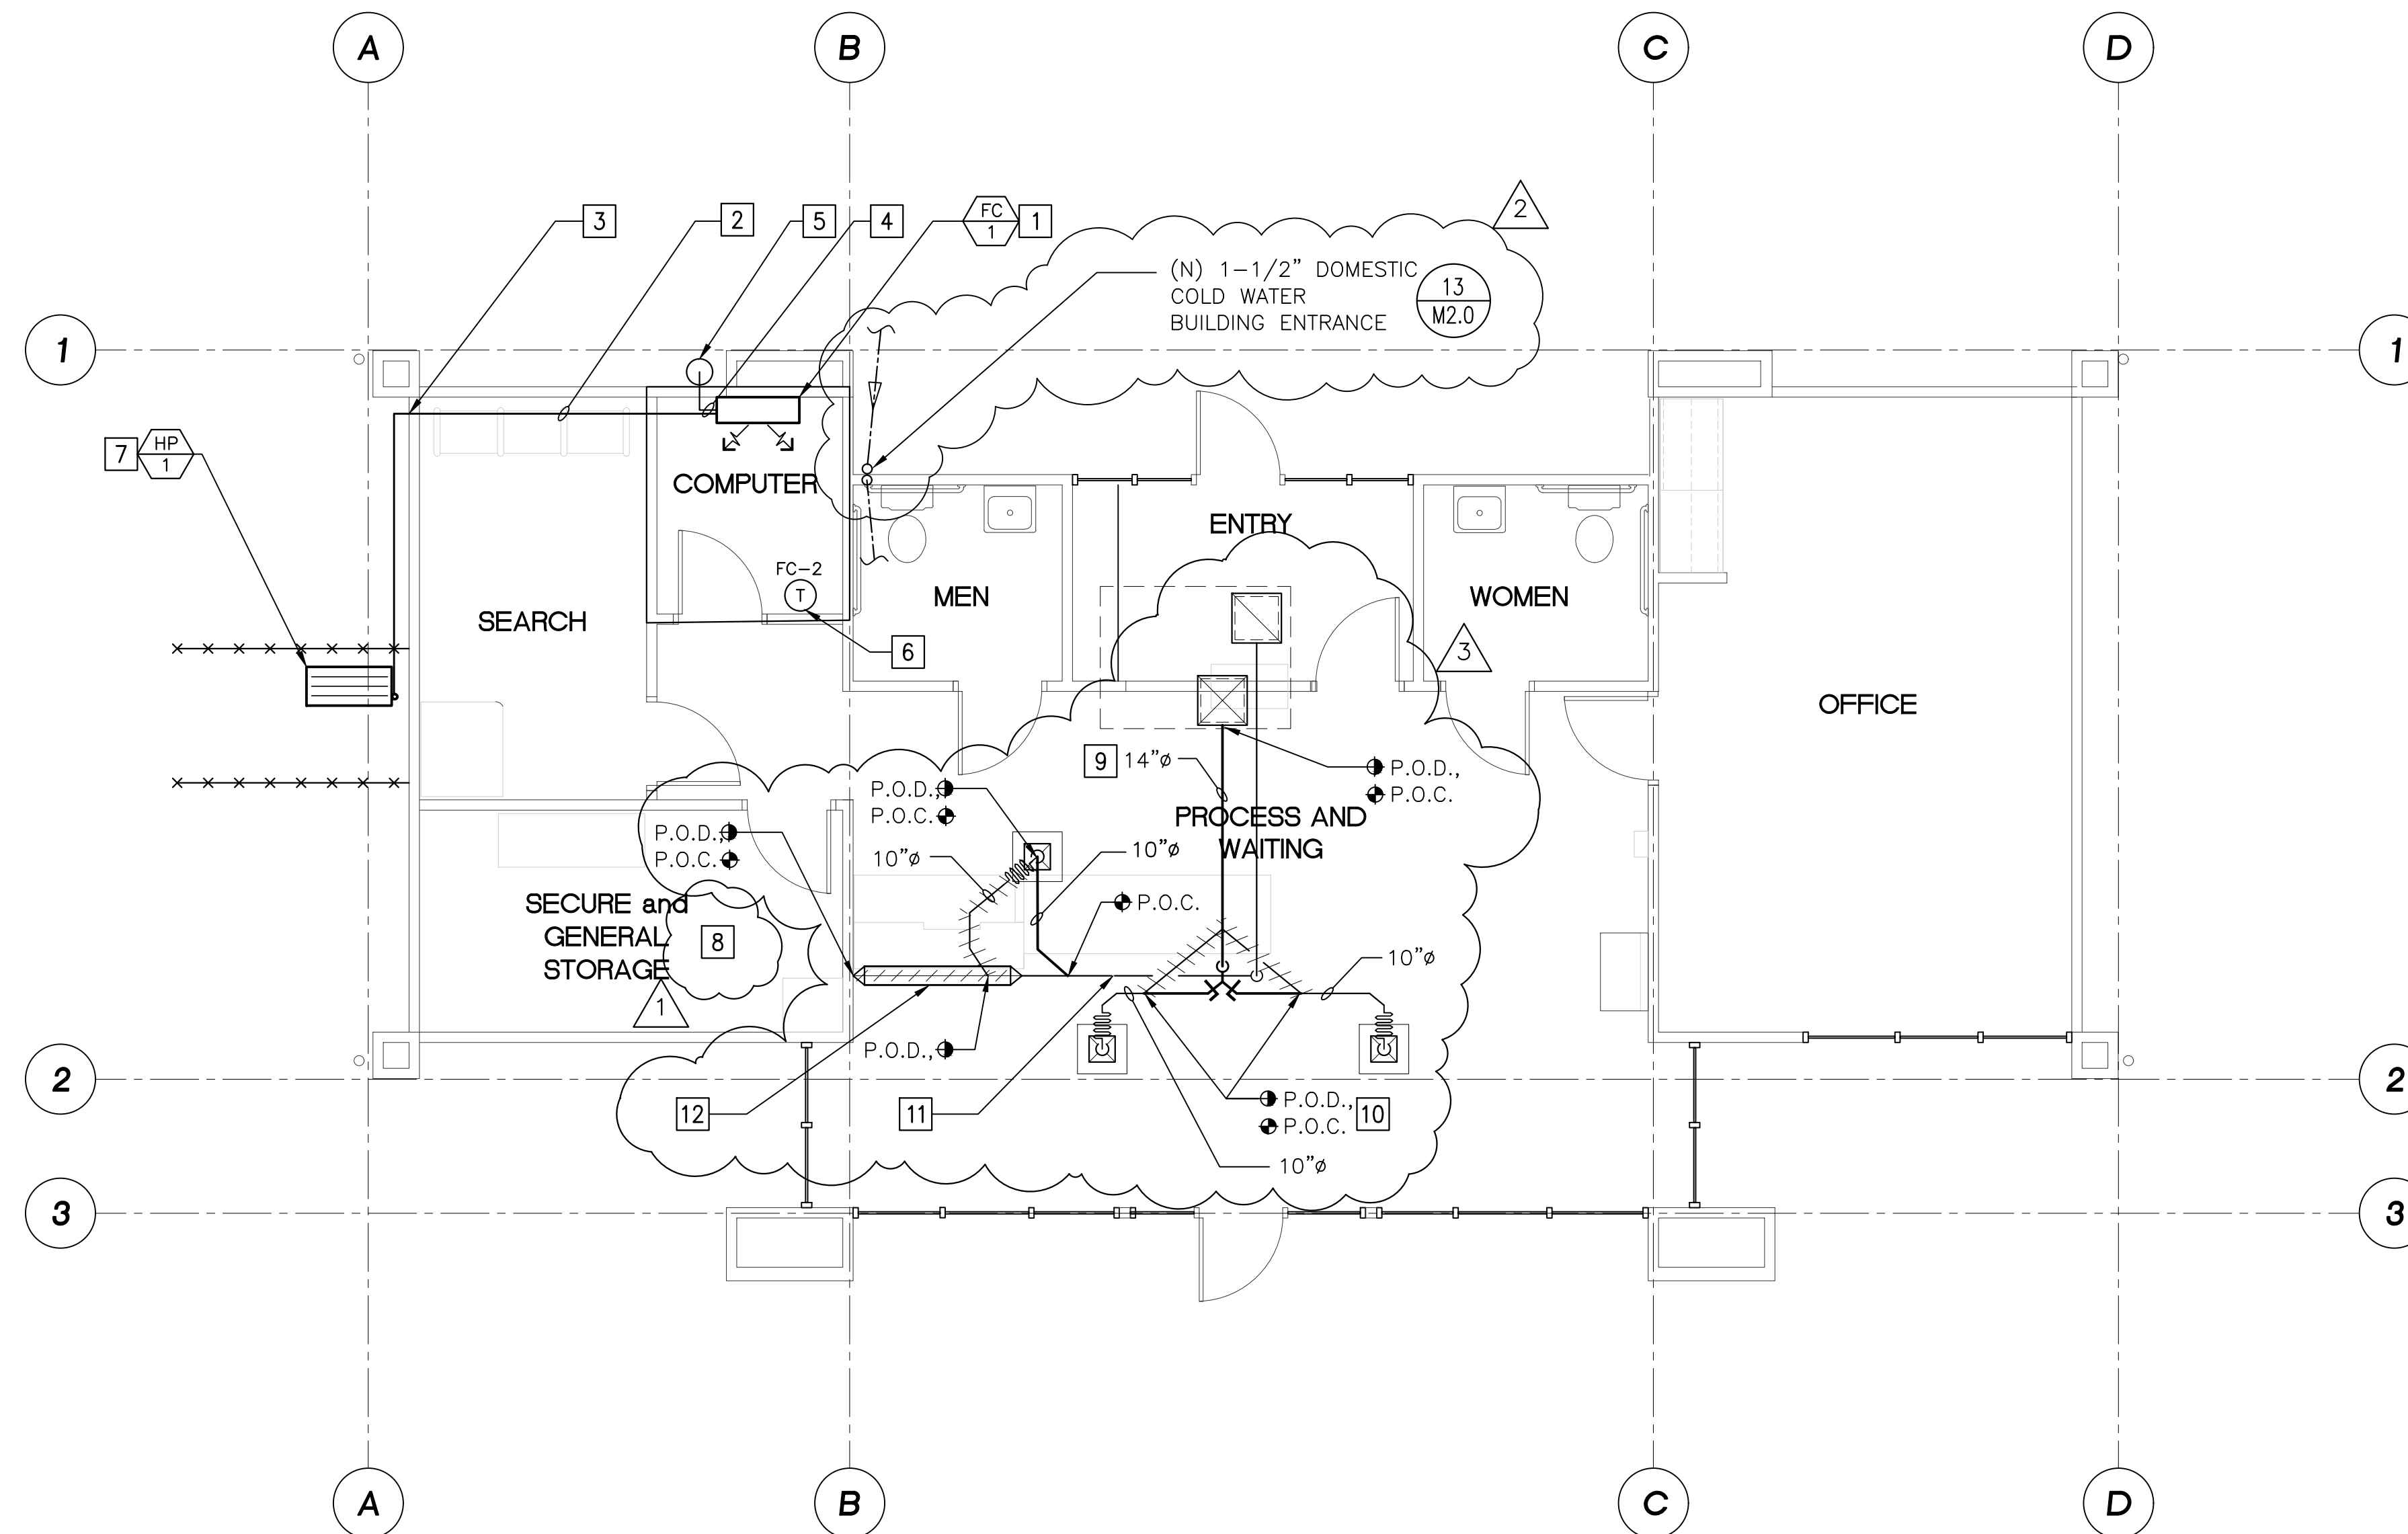 A
B
C
D
3
2
5
4
FC
1
1
2
(N) 1-1/2" DOMESTIC
COLD WATER
BUILDING ENTRANCE
13
M2.0
1
1
7
HP
1
COMPUTER
ENTRY
FC-2
T
MEN
WOMEN
SEARCH
6
3
OFFICE
9
14"ø
P.O.D.,
P.O.C.
P.O.D.,
P.O.C.
PROCESS AND
WAITING
P.O.D.,
P.O.C.
10"ø
10"ø
P.O.C.
SECURE and
GENERAL
STORAGE
8
10"ø
1
P.O.D.,
2
2
12
11
P.O.D.,
P.O.C.
10
10"ø
3
3
A
B
C
D